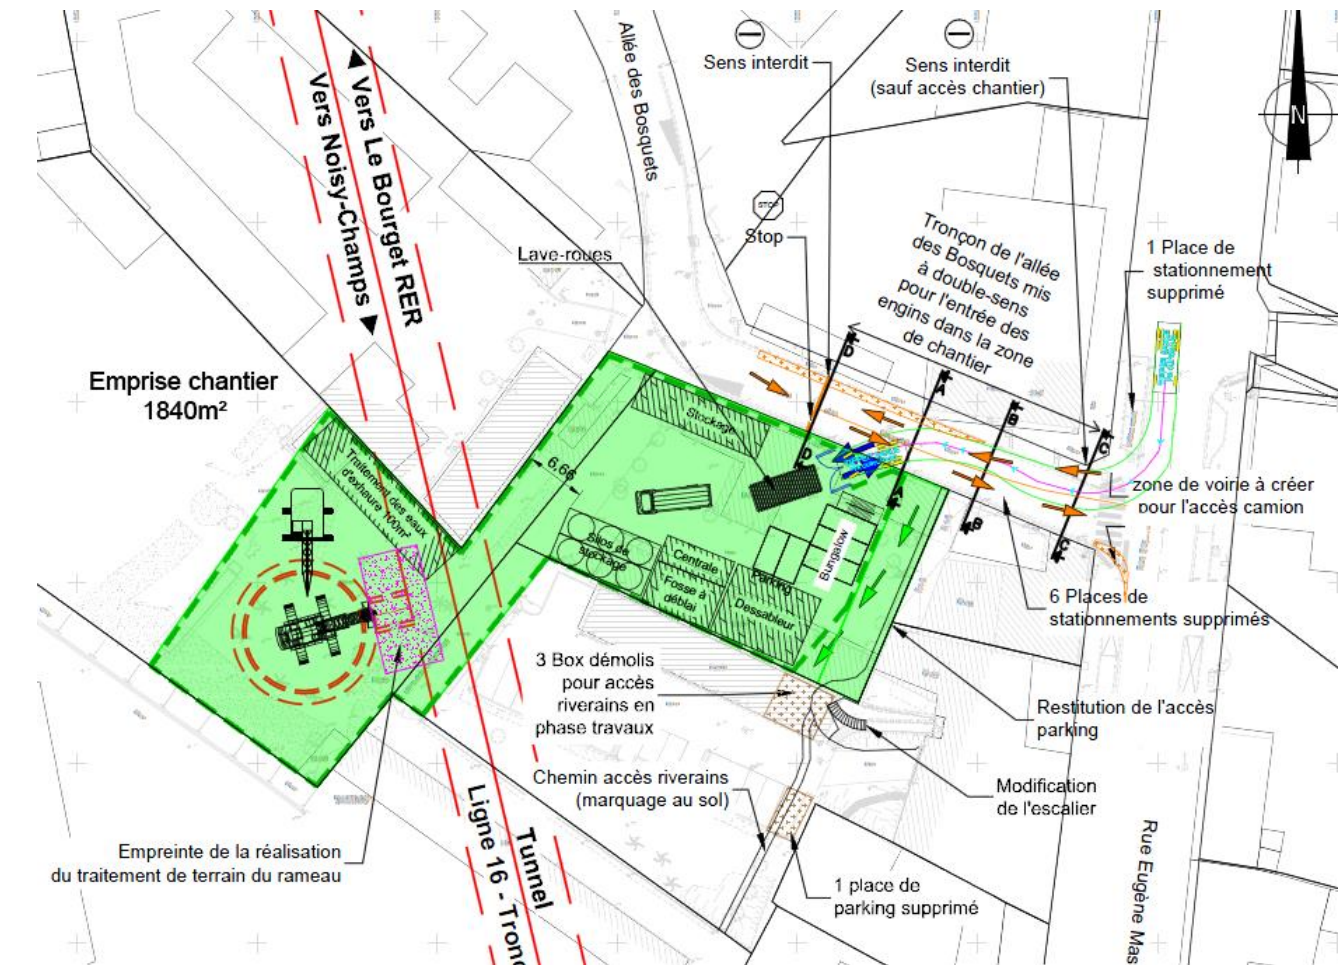 Sens interdit
Sens interdit
(sauf accès chantier)
Allée des Bosquets
Vers Le Bourget RER
Vers Noisy-Champs
N
STOP
Stop
Lave-roues
Tronçon de l'allée
des Bosquets mis
à double-sens
pour l'entrée des
engins dans la zone
de chantier
1 Place de
stationnement
supprimé
Emprise chantier
1840m²
D
A
B
C
Stockage
Traitement des eaux
d'exhaure 100m²
6,66
D
A
B
C
zone de voirie à créer
pour l'accès camion
Silos de
stockage
Centrale
Fosse à
déblai
Parking
Dessableur
Bungalow
6 Places de
stationnements supprimés
3 Box démolis
pour accès
riverains en
phase travaux
Restitution de l'accès
parking
Chemin accès riverains
(marquage au sol)
Modification
de l'escalier
Empreinte de la réalisation
du traitement de terrain du rameau
Tunnel
Ligne 16 - Tronç
1 place de
parking supprimé
Rue Eugène Mas